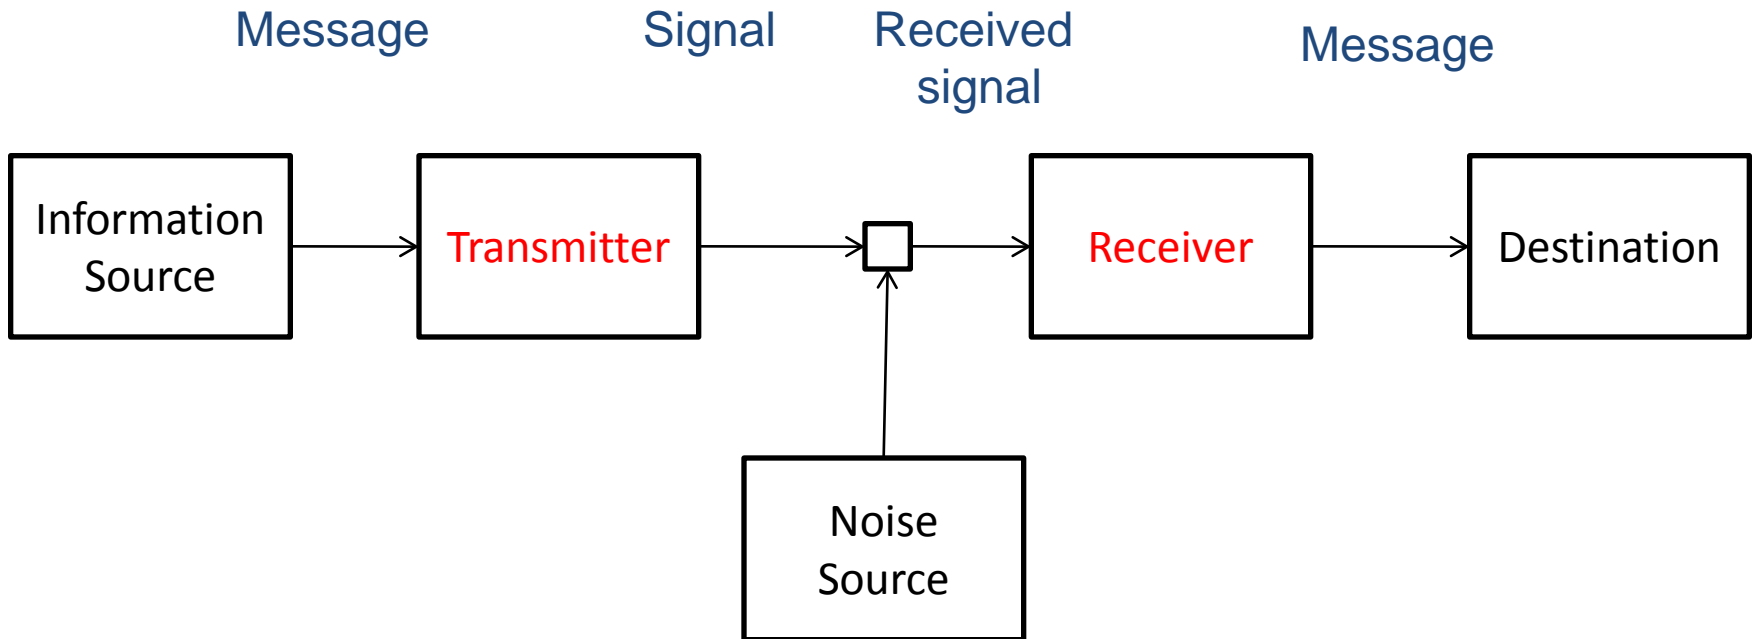 Message
Signal
Received
signal
Message
Information
Source
Transmitter
Receiver
Destination
Noise
Source